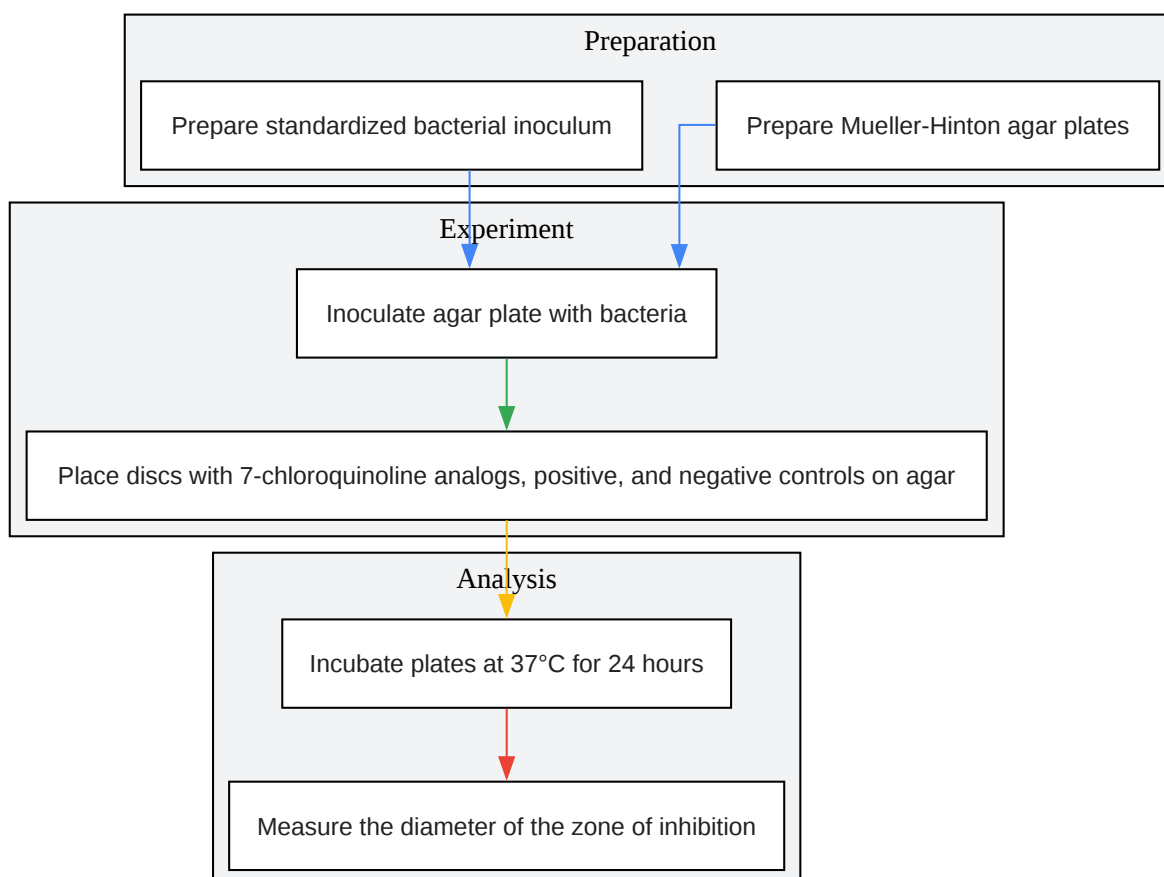 Preparation
Prepare standardized bacterial inoculum
Prepare Mueller-Hinton agar plates
Experiment
Inoculate agar plate with bacteria
Place discs with 7-chloroquinoline analogs, positive, and negative controls on agar
Analysis
Incubate plates at 37°C for 24 hours
Measure the diameter of the zone of inhibition